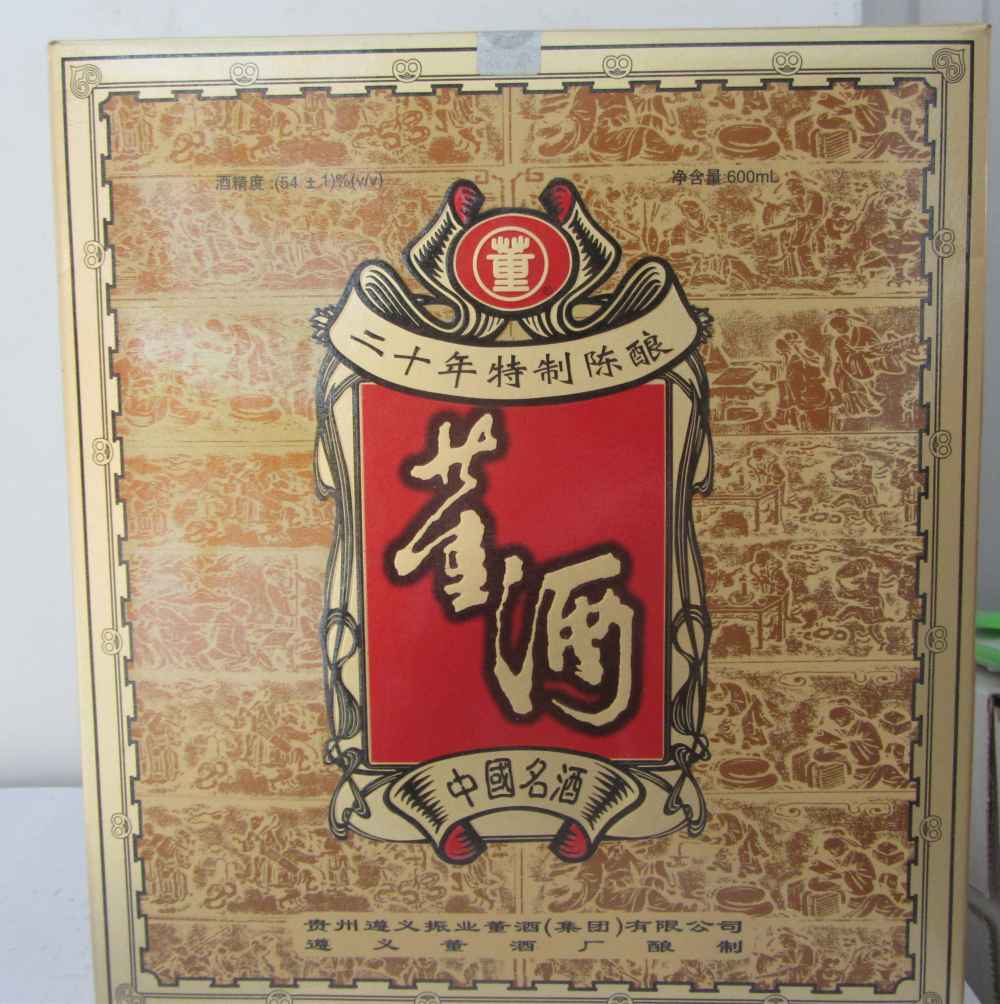 酒精度:(54 ±1)%(v/v)
净含量:600mL
董
二十年特制陈酿
董酒
中國名酒
贵州遵义振业董酒(集团)有限公司
遵义董酒厂酿制